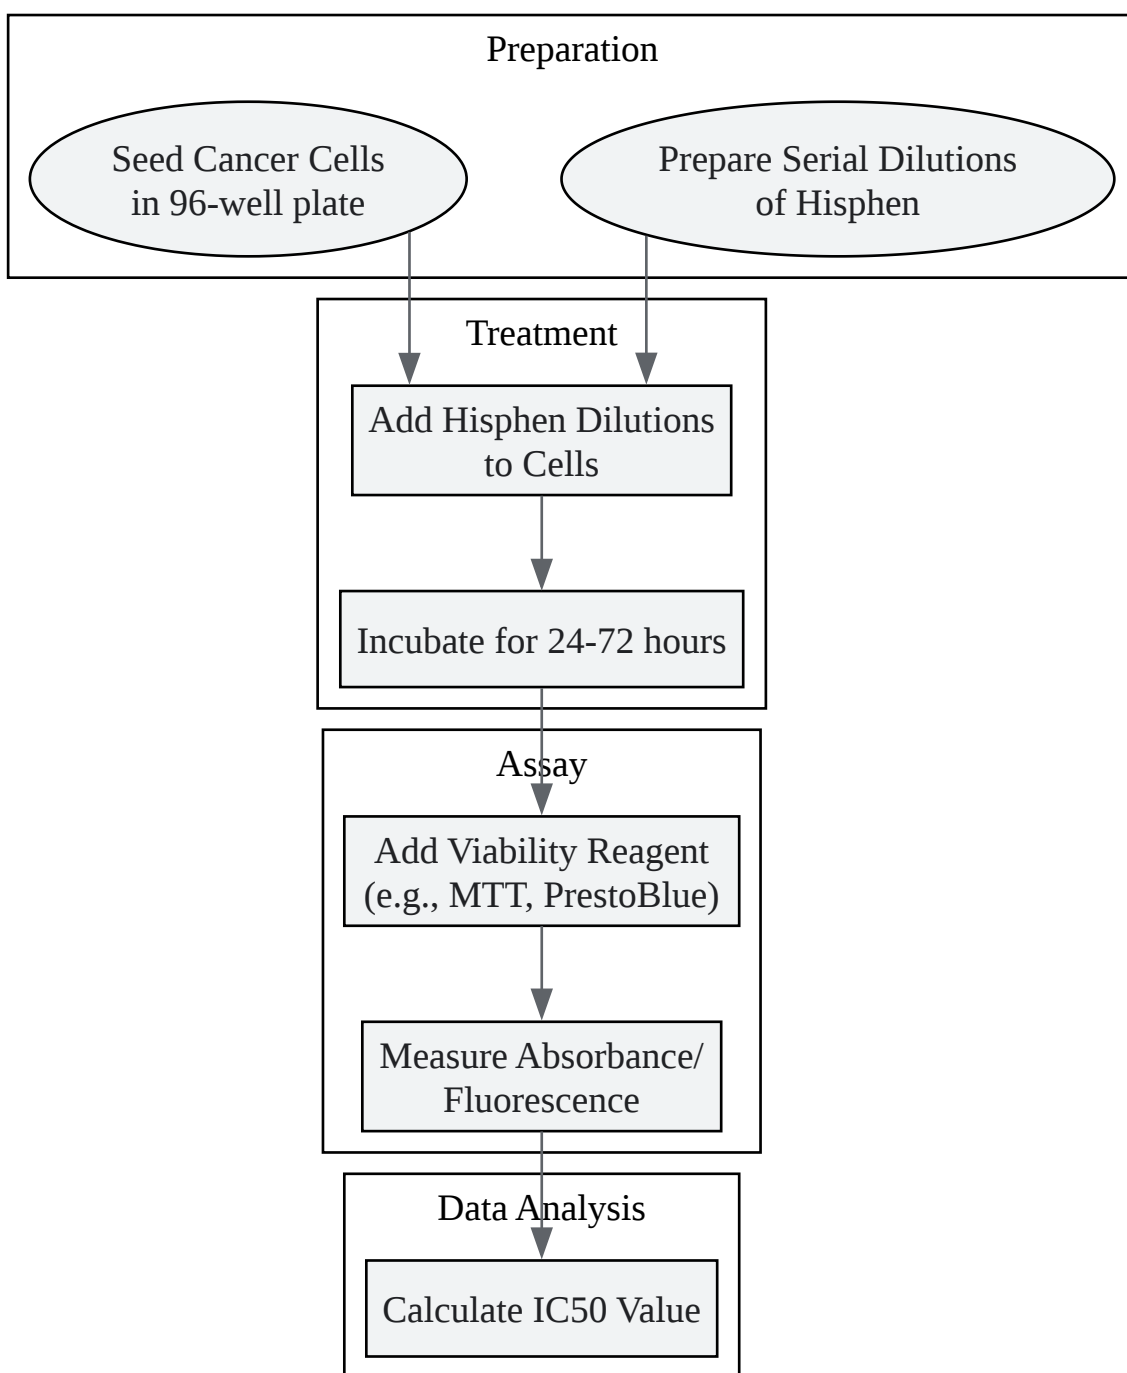 Preparation
Seed Cancer Cells
in 96-well plate
Prepare Serial Dilutions
of Hisphen
Treatment
Add Hisphen Dilutions
to Cells
Incubate for 24-72 hours
Assay
Add Viability Reagent
(e.g., MTT, PrestoBlue)
Measure Absorbance/
Fluorescence
Data Analysis
Calculate IC50 Value